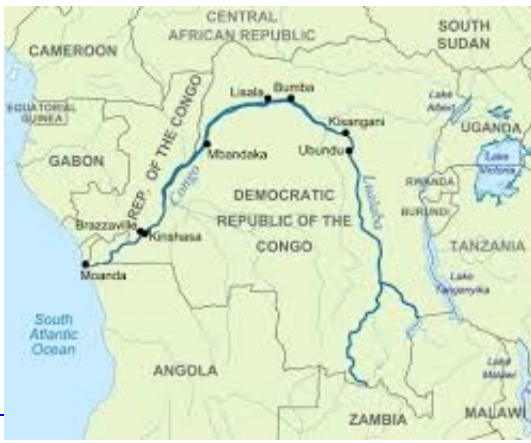 CENTRAL
AFRICAN REPUBLIC
SOUTH
SUDAN
CAMEROON
Lisala
Bumba
Lake
Albert
EQUATORIAL
GUINEA
REP. OF THE CONGO
Kisangani
UGANDA
Ubundu
GABON
Mbandaka
Congo
Lake
Victoria
RWANDA
Lualaba
DEMOCRATIC
REPUBLIC OF THE
CONGO
BURUNDI
Brazzaville
Kinshasa
TANZANIA
Moanda
Lake
Tanganyika
South
Atlantic
Ocean
ANGOLA
Lake
Malawi
ZAMBIA
MALAWI